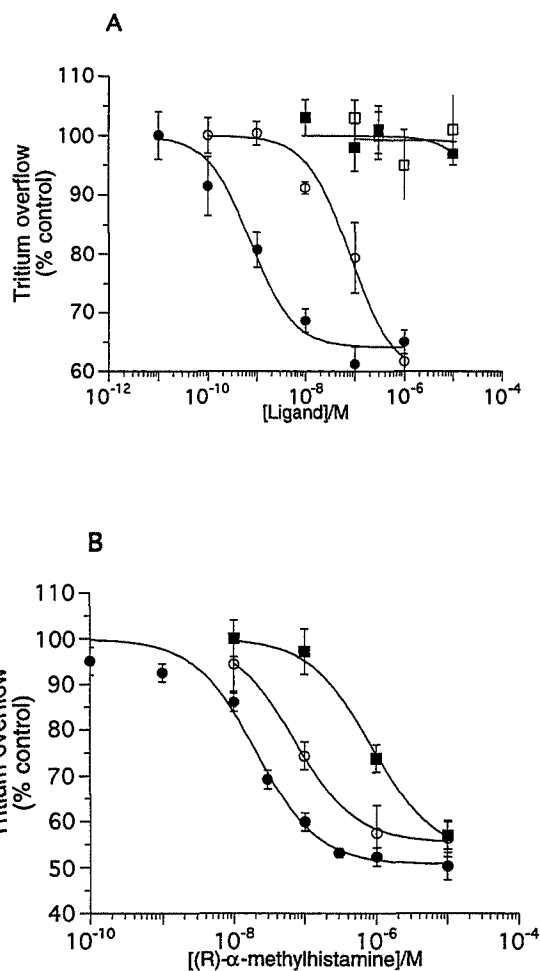 A
Tritium overflow
(% control)
110
100
90
80
70
60
10-12
10-10
10-8
10-6
10-4
[Ligand]/M
B
Tritium overflow
(% control)
110
100
90
80
70
60
50
40
10-10
10-8
10-6
10-4
[(R)-α-methylhistamine]/M